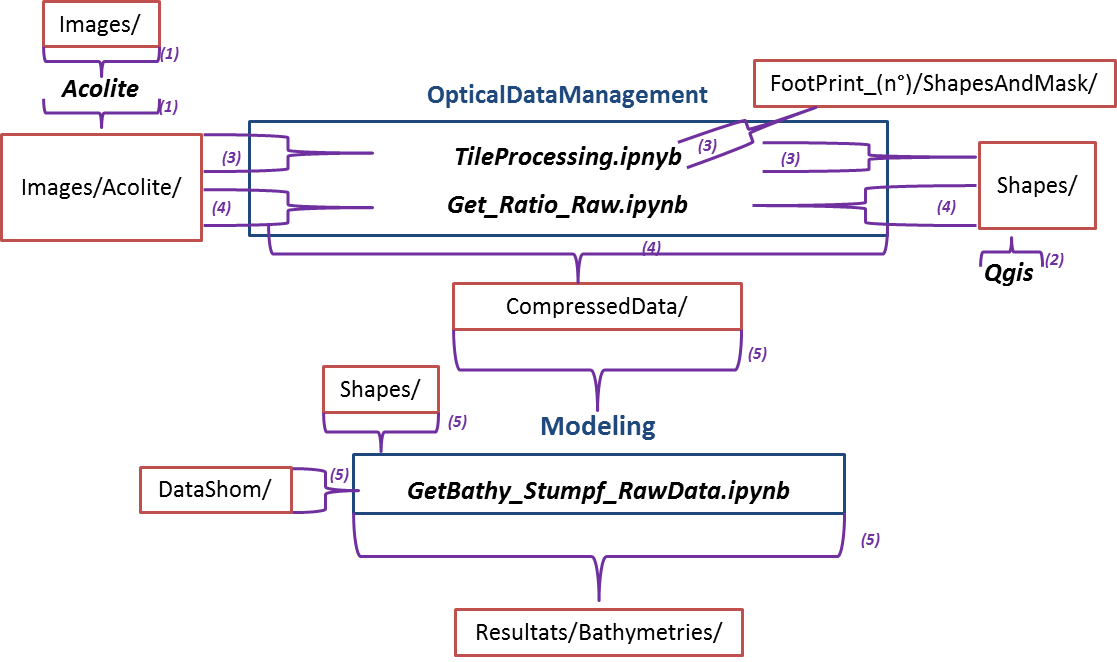 Images/
(1)
Acolite
(1)
OpticalDataManagement
FootPrint_(n°)/ShapesAndMask/
Images/Acolite/
(3)
TileProcessing.ipnyb
(3)
(3)
Shapes/
(4)
Get_Ratio_Raw.ipynb
(4)
(4)
Qgis
(2)
CompressedData/
(5)
Shapes/
(5)
Modeling
DataShom/
(5)
GetBathy_Stumpf_RawData.ipynb
(5)
Resultats/Bathymetries/